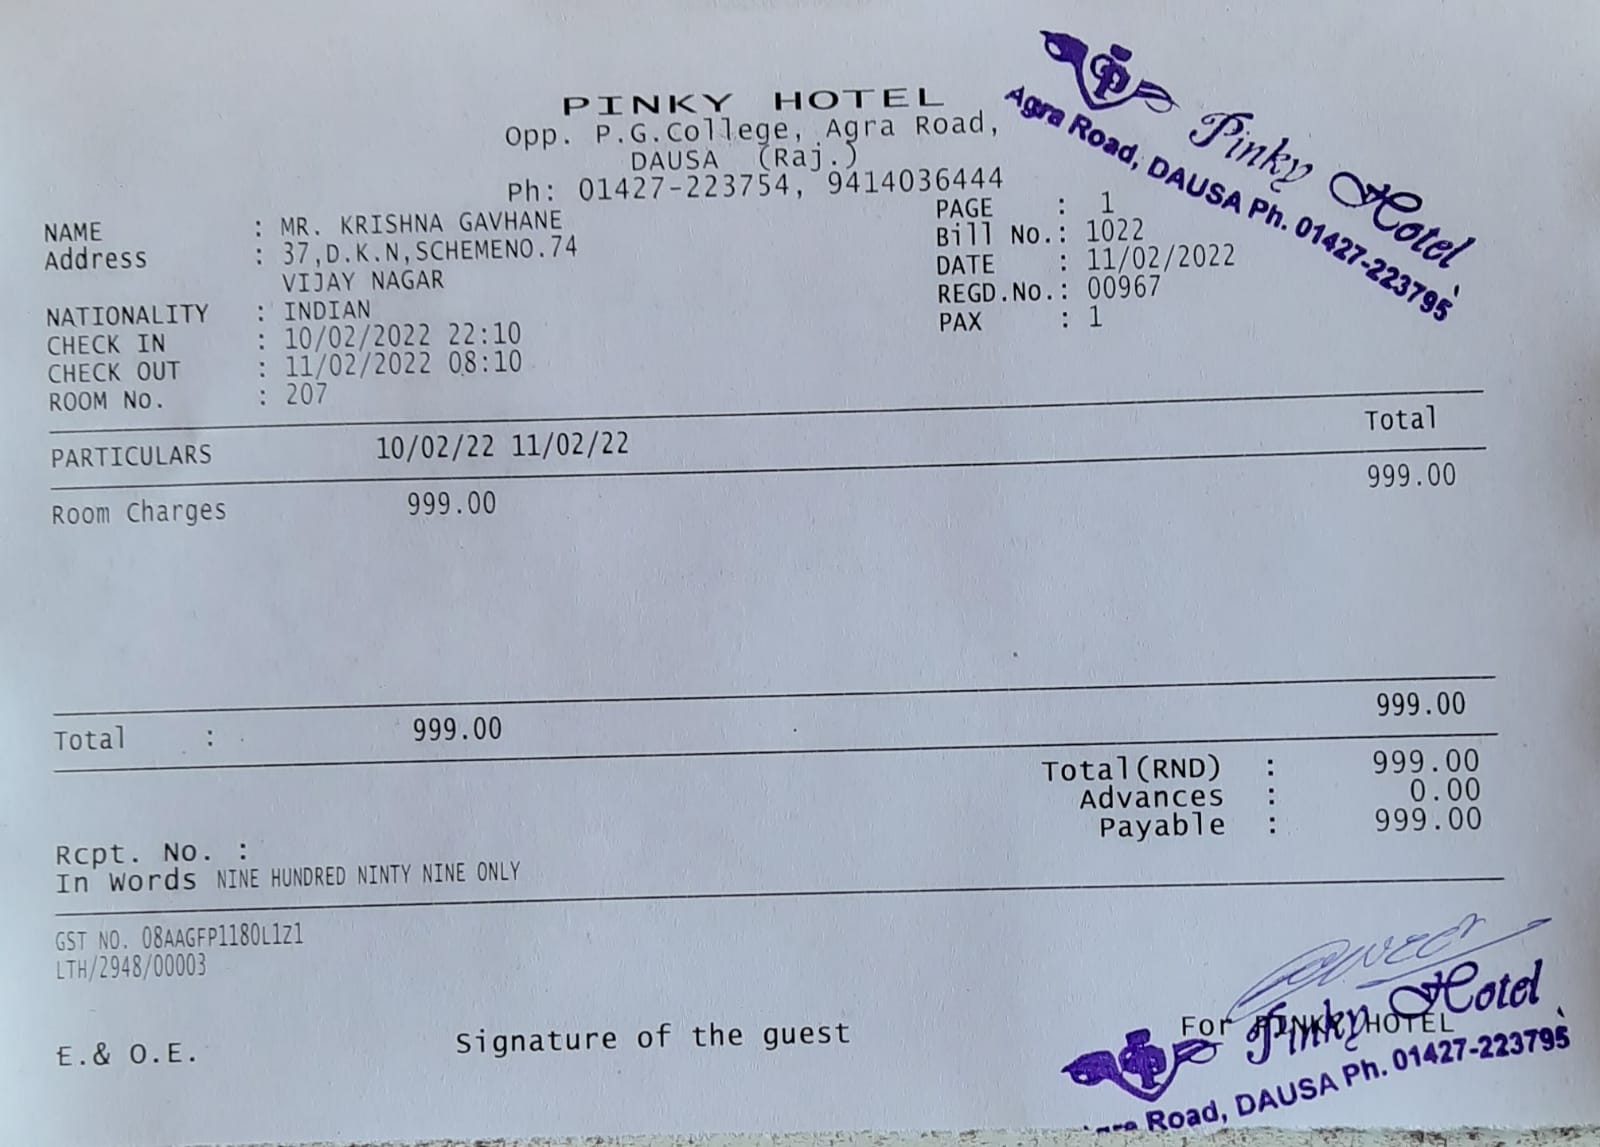 PINKY HOTEL
Opp. P.G.College, Agra Road,
DAUSA (Raj.)
Ph: 01427-223754, 9414036444
Pinky Hotel
Agra Road, DAUSA Ph. 01427-223795
NAME : MR. KRISHNA GAVHANE
Address : 37,D.K.N,SCHEMENO.74
VIJAY NAGAR
NATIONALITY : INDIAN
CHECK IN : 10/02/2022 22:10
CHECK OUT : 11/02/2022 08:10
ROOM No. : 207
PAGE : 1
Bill No.: 1022
DATE : 11/02/2022
REGD.No.: 00967
PAX : 1
PARTICULARS 10/02/22 11/02/22 Total
Room Charges 999.00 999.00
Total : 999.00 999.00
Total(RND) : 999.00
Advances : 0.00
Payable : 999.00
Rcpt. No. :
In Words NINE HUNDRED NINTY NINE ONLY
GST NO. 08AAGFP1180L1Z1
LTH/2948/00003
E.& O.E. Signature of the guest For PINKY HOTEL
Pinky Hotel
Road, DAUSA Ph. 01427-223795